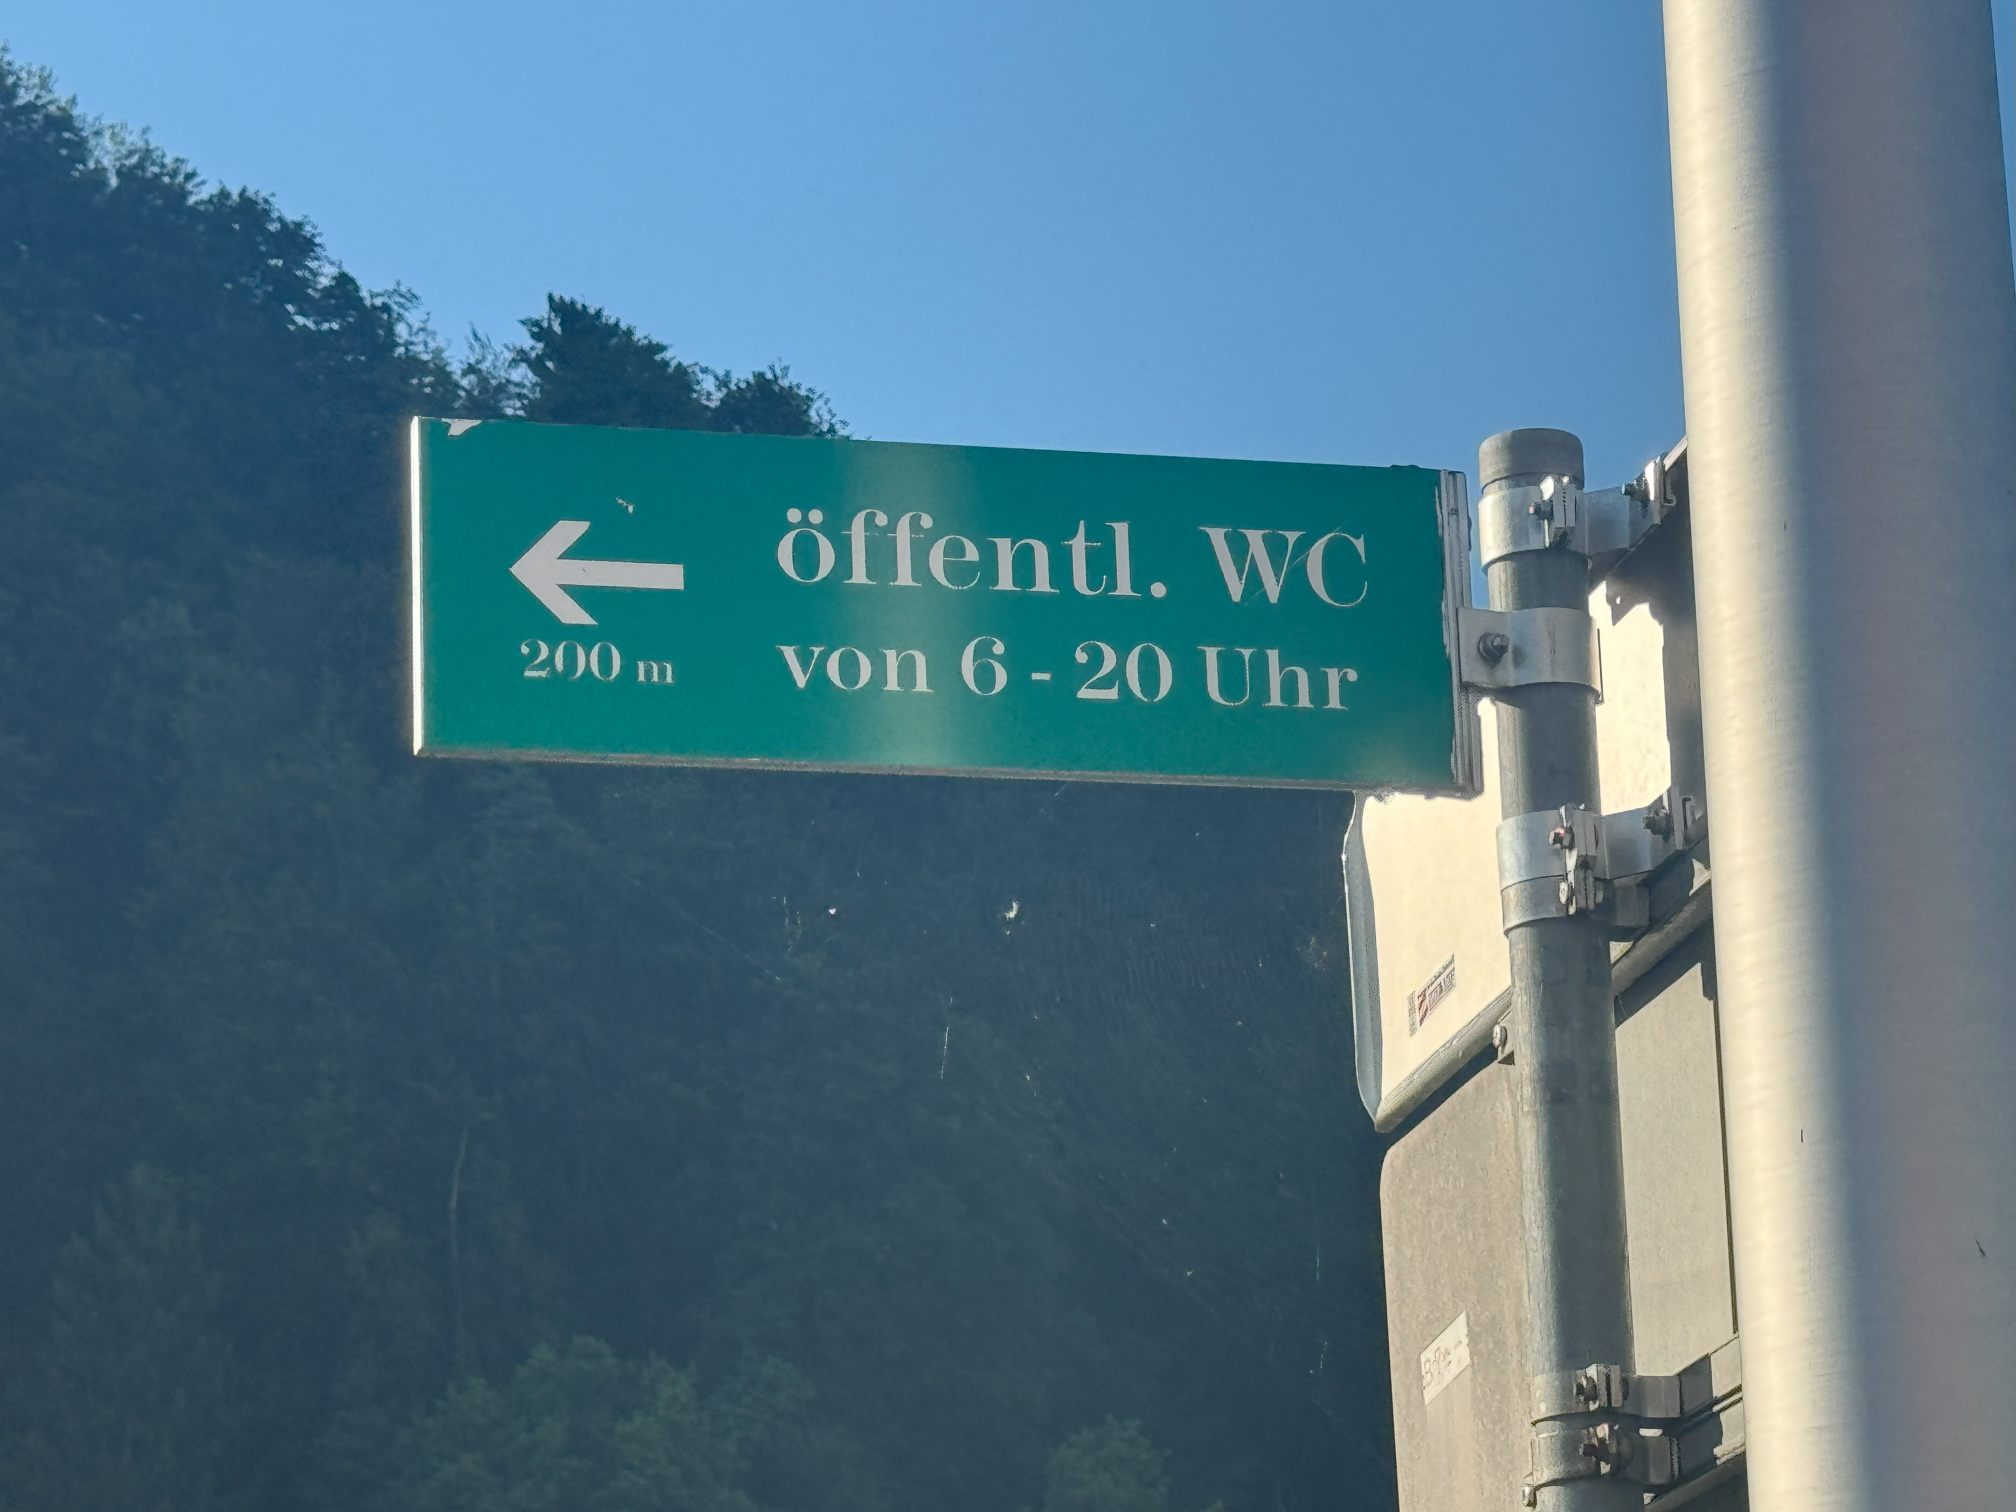 öffentl. WC
200 m
von 6 - 20 Uhr